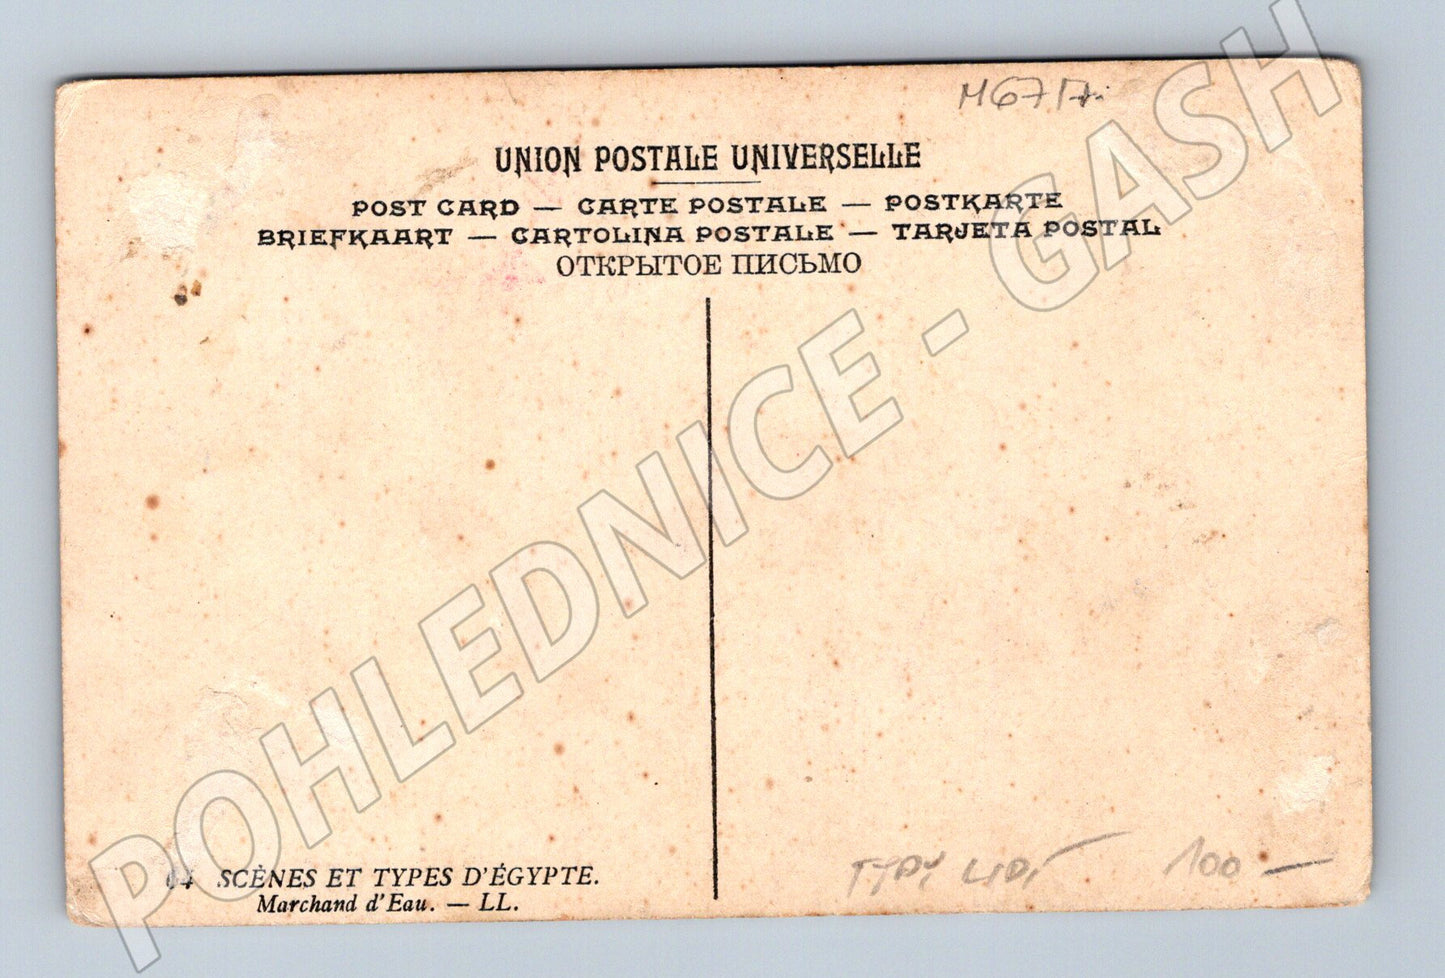 UNION POSTALE UNIVERSELLE
POST CARD — CARTE POSTALE — POSTKARTE
BRIEFKAART — CARTOLINA POSTALE — TARJETA POSTAL
ОТКРЫТОЕ ПИСЬМО
POHLEDNICE - GASH
64 SCÈNES ET TYPES D'ÉGYPTE.
Marchand d'Eau. — LL.
TYPY LIDÍ 100 —